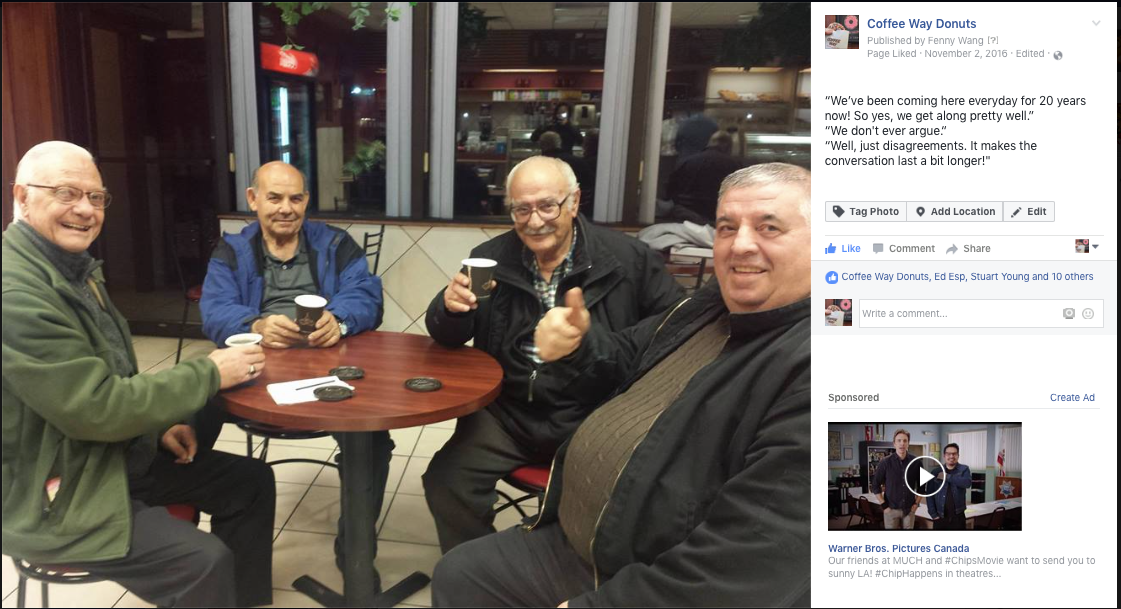 Coffee Way Donuts
Published by Fenny Wang [?]
Page Liked · November 2, 2016 · Edited ·
“We’ve been coming here everyday for 20 years
now! So yes, we get along pretty well.”
“We don't ever argue.”
“Well, just disagreements. It makes the
conversation last a bit longer!"
Tag Photo Add Location Edit
Like Comment Share
Coffee Way Donuts, Ed Esp, Stuart Young and 10 others
Write a comment...
Sponsored Create Ad
Warner Bros. Pictures Canada
Our friends at MUCH and #ChipsMovie want to send you to
sunny LA! #ChipHappens in theatres...